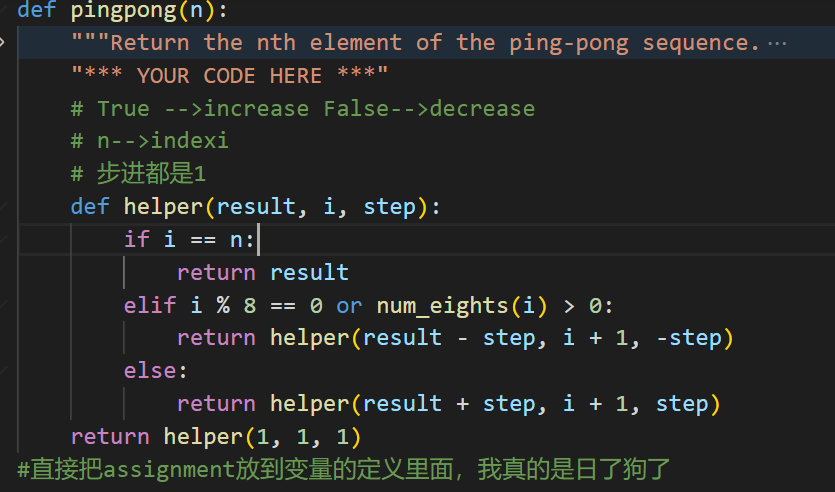 def pingpong(n):
    """Return the nth element of the ping-pong sequence. ···
    "*** YOUR CODE HERE ***"
    # True -->increase False-->decrease
    # n-->indexi
    # 步进都是1
    def helper(result, i, step):
        if i == n:
            return result
        elif i % 8 == 0 or num_eights(i) > 0:
            return helper(result - step, i + 1, -step)
        else:
            return helper(result + step, i + 1, step)
    return helper(1, 1, 1)
#直接把assignment放到变量的定义里面，我真的是日了狗了